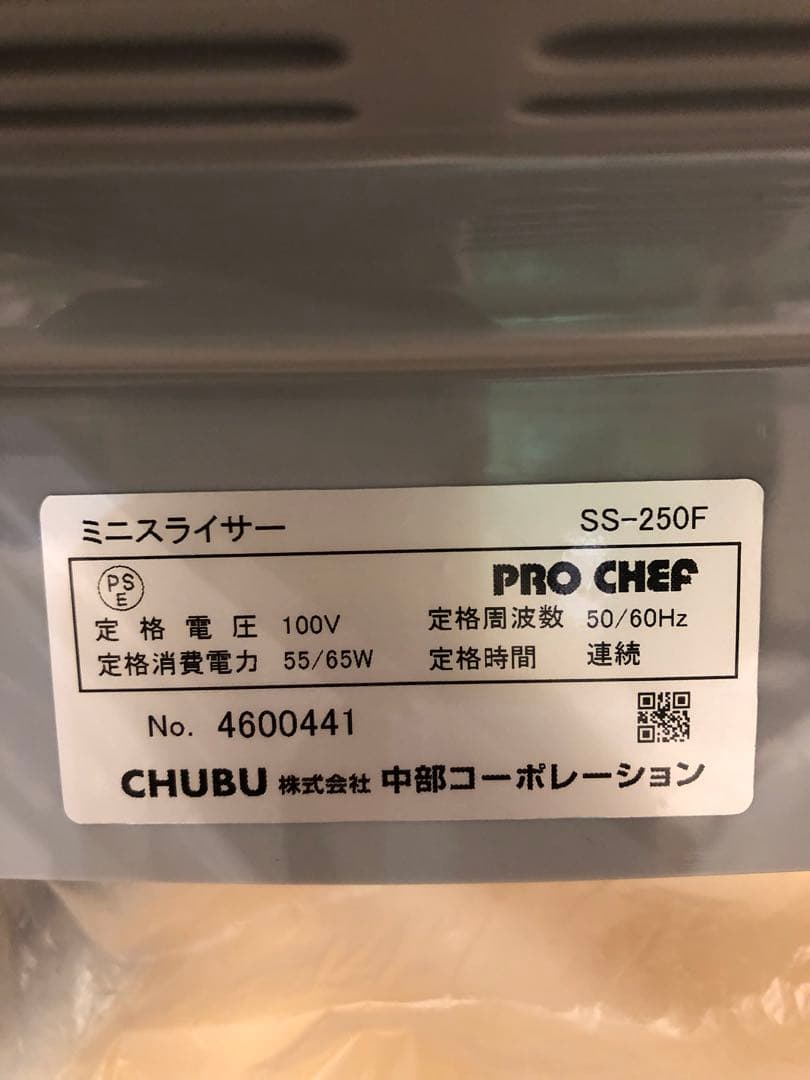 ミニスライサー SS-250F
PS E PRO CHEF
定格電圧 100V 定格周波数 50/60Hz
定格消費電力 55/65W 定格時間 連続
No. 4600441
CHUBU 株式会社 中部コーポレーション